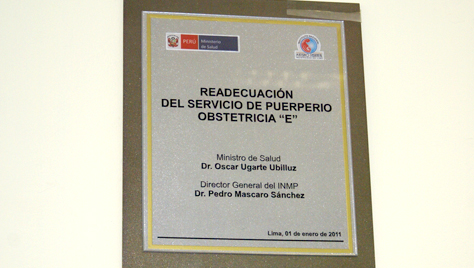 PERÚ Ministerio de Salud
READECUACIÓN
DEL SERVICIO DE PUERPERIO
OBSTETRICIA “E”
Ministro de Salud
Dr. Oscar Ugarte Ubilluz
Director General del INMP
Dr. Pedro Mascaro Sánchez
Lima, 01 de enero de 2011